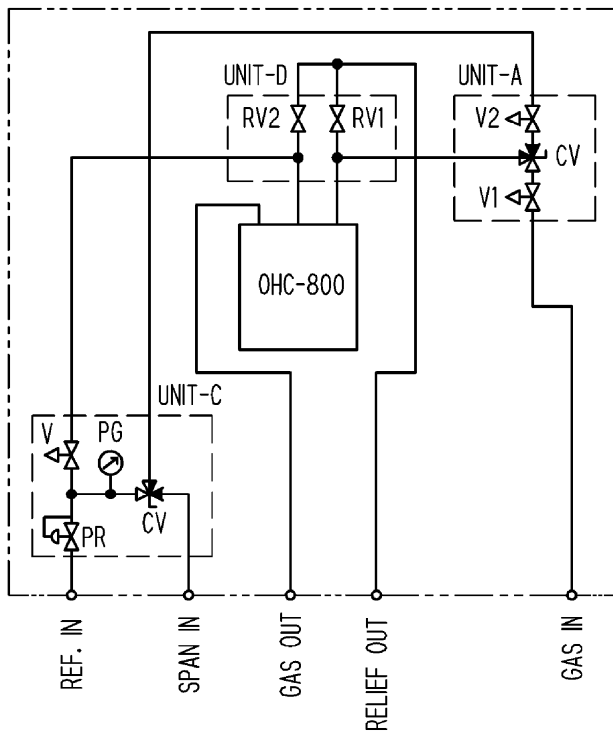 UNIT-D
UNIT-A
RV2
RV1
V2
CV
V1
OHC-800
UNIT-C
V
PG
CV
PR
REF. IN
SPAN IN
GAS OUT
RELIEF OUT
GAS IN